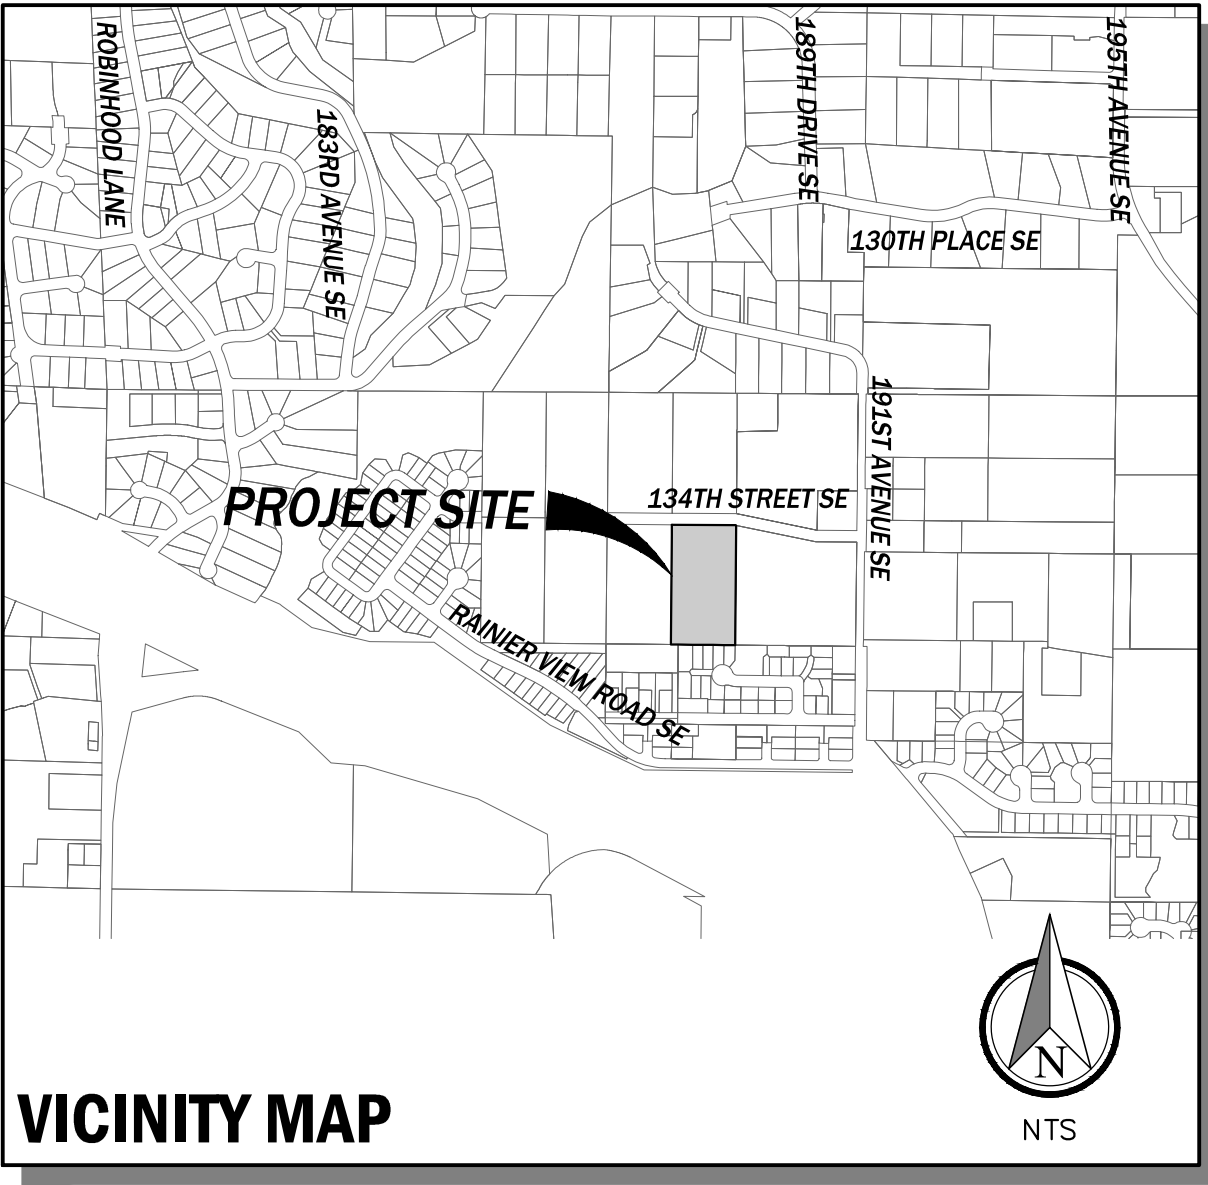 ROBINHOOD LANE
183RD AVENUE SE
189TH DRIVE SE
195TH AVENUE SE
130TH PLACE SE
191ST AVENUE SE
134TH STREET SE
PROJECT SITE
RAINIER VIEW ROAD SE
N
NTS
VICINITY MAP